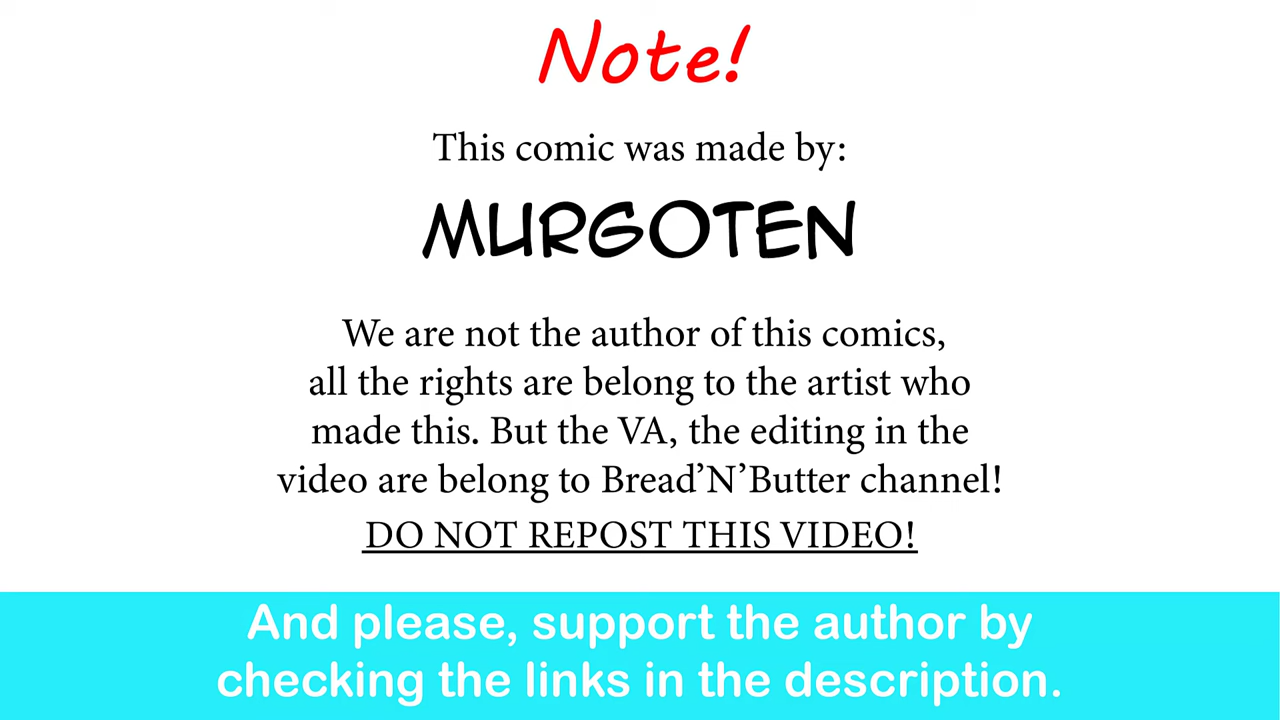 Note!
This comic was made by:
MURGOTEN
We are not the author of this comics,
all the rights are belong to the artist who
made this. But the VA, the editing in the
video are belong to Bread’N’Butter channel!
DO NOT REPOST THIS VIDEO!
And please, support the author by
checking the links in the description.